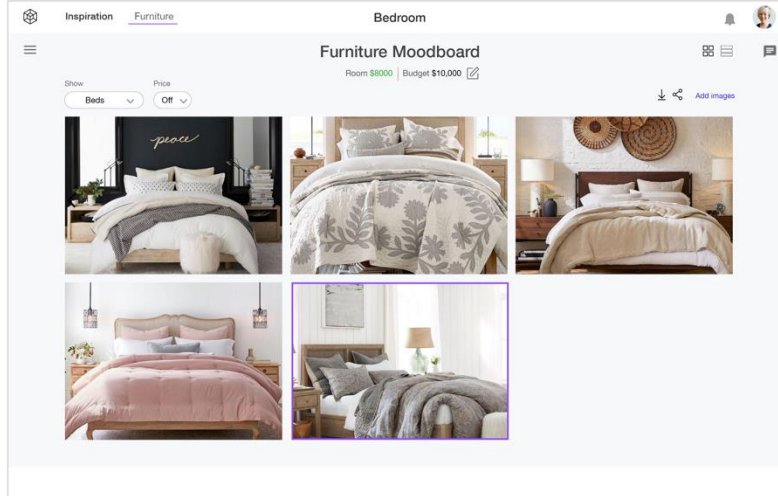 Inspiration Furniture Bedroom
Furniture Moodboard
Room $8000 Budget $10,000
Show Price
Beds Off
Add images
peace